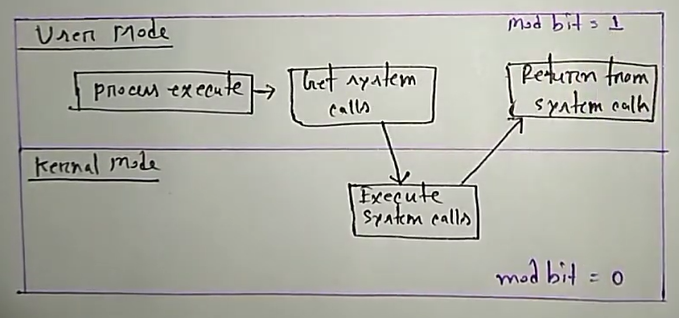 User Mode
mod bit = 1
process execute
Get system
calls
Return from
system calls
Kernal Mode
Execute
system calls
mod bit = 0